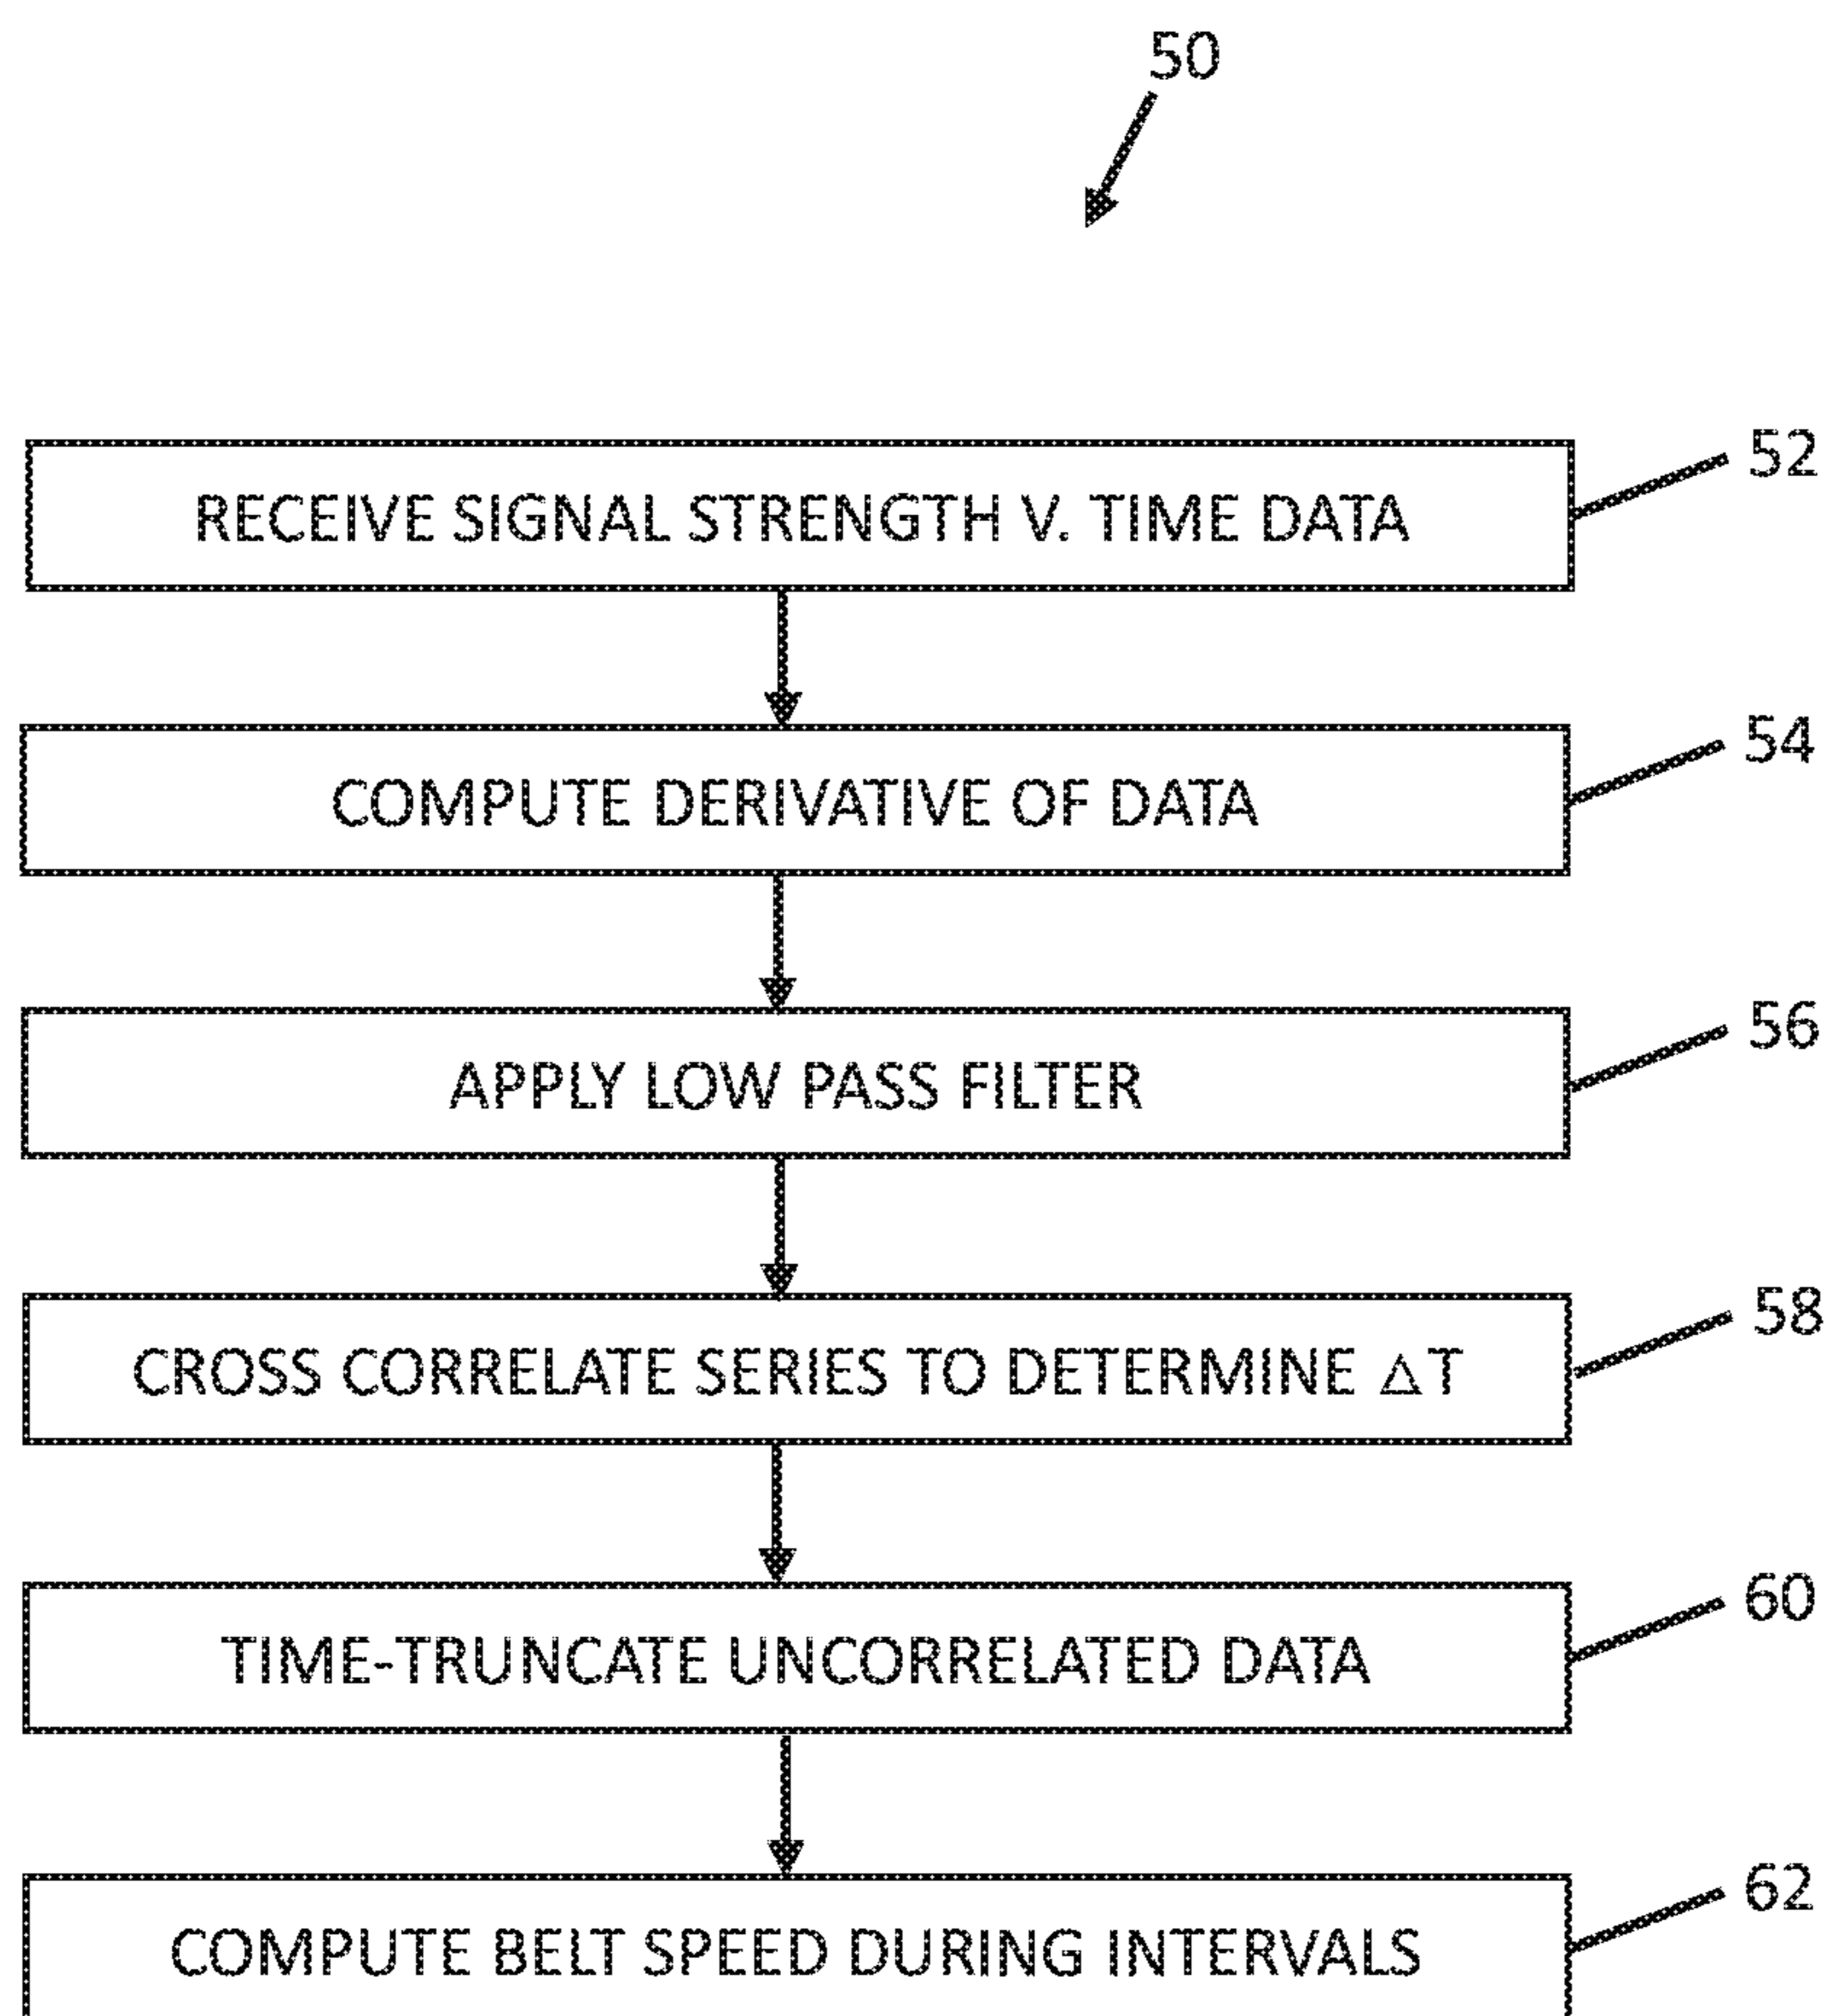 50
RECEIVE SIGNAL STRENGTH V. TIME DATA
52
COMPUTE DERIVATIVE OF DATA
54
APPLY LOW PASS FILTER
56
CROSS CORRELATE SERIES TO DETERMINE ΔT
58
TIME-TRUNCATE UNCORRELATED DATA
60
COMPUTE BELT SPEED DURING INTERVALS
62